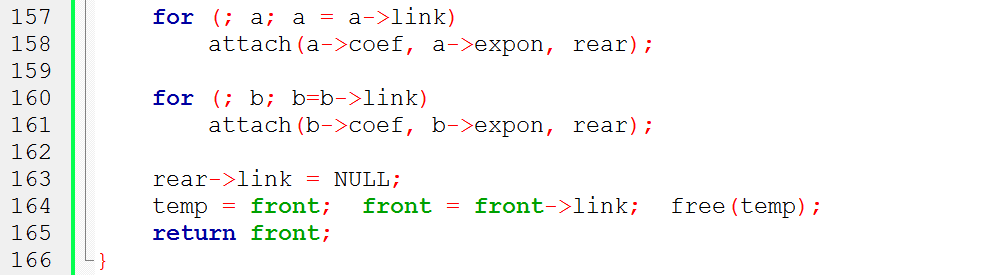 157 for (; a; a = a->link)
158 attach(a->coef, a->expon, rear);
159
160 for (; b; b=b->link)
161 attach(b->coef, b->expon, rear);
162
163 rear->link = NULL;
164 temp = front; front = front->link; free(temp);
165 return front;
166 }